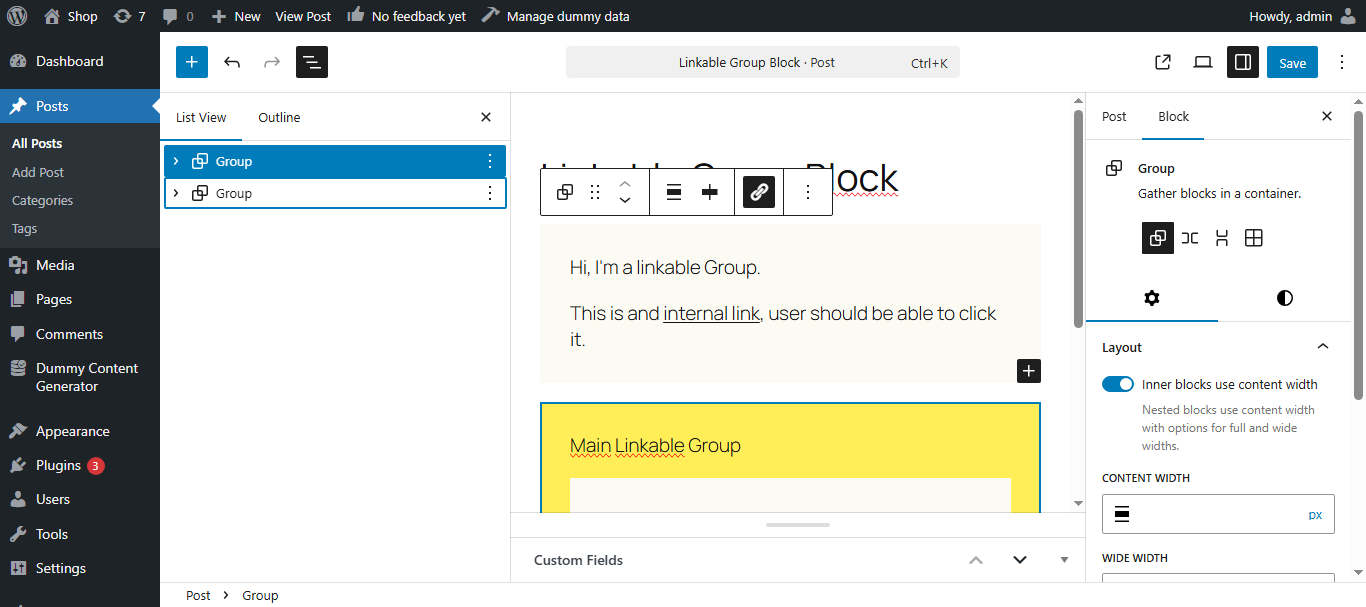 Shop
7
0
New
View Post
No feedback yet
Manage dummy data
Howdy, admin
Dashboard
Posts
All Posts
Add Post
Categories
Tags
Media
Pages
Comments
Dummy Content
Generator
Appearance
Plugins 3
Users
Tools
Settings
Linkable Group Block · Post
Ctrl+K
Save
List View
Outline
Group
Group
Block
Hi, I'm a linkable Group.
This is and internal link, user should be able to click
it.
Main Linkable Group
Custom Fields
Post
Block
Group
Gather blocks in a container.
Layout
Inner blocks use content width
Nested blocks use content width
with options for full and wide
widths.
CONTENT WIDTH
px
WIDE WIDTH
Post > Group